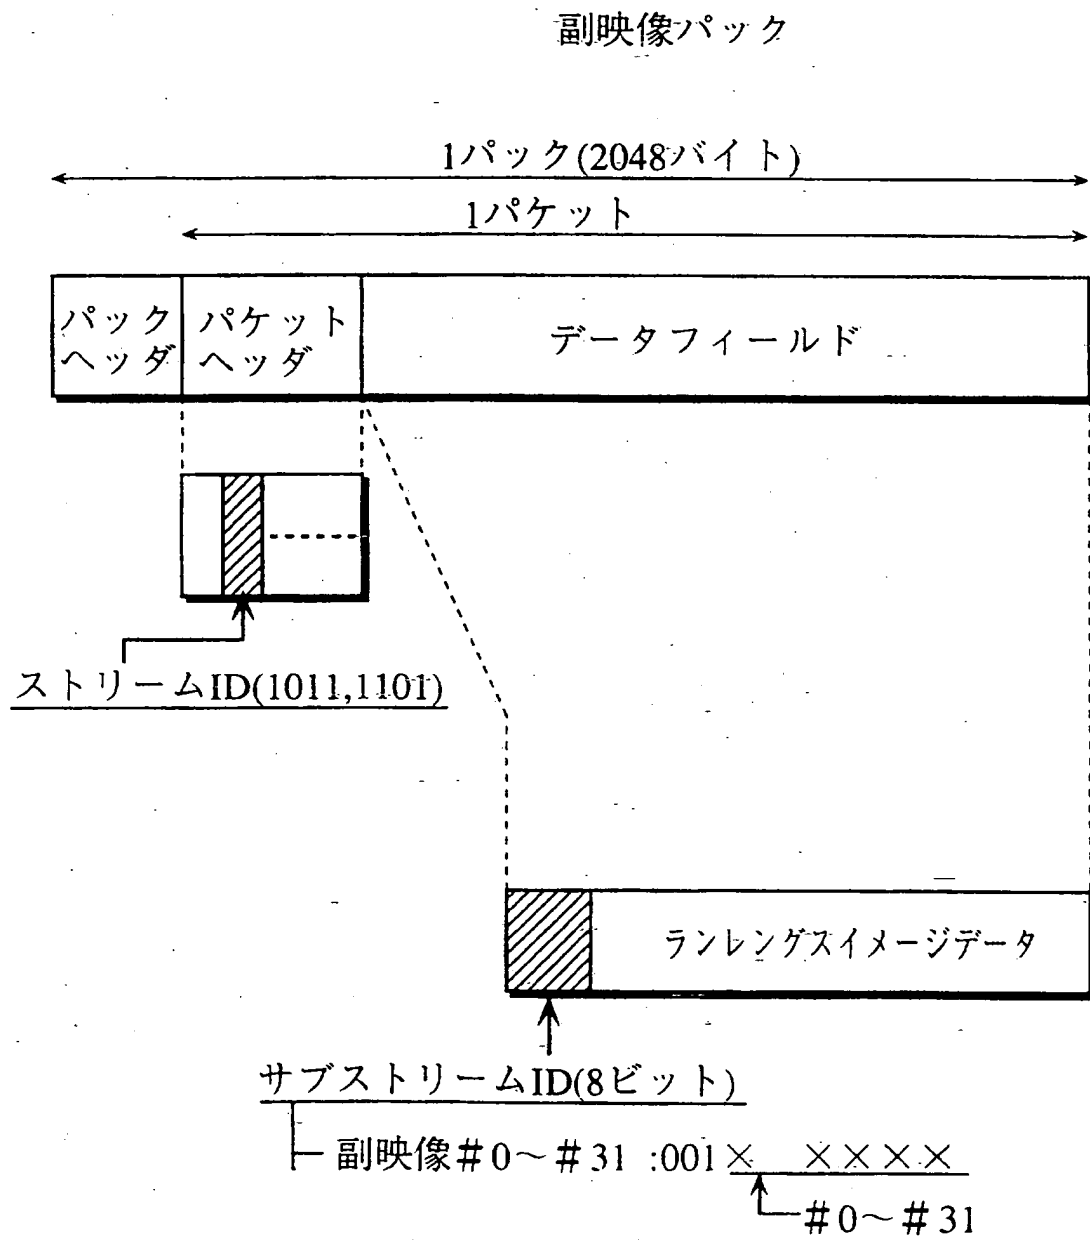 副映像パック
1パック(2048バイト)
1パケット
パック
ヘッダ
パケット
ヘッダ
データフィールド
ストリームID(1011,1101)
ランレングスイメージデータ
サブストリームID(8ビット)
副映像#0～#31 :001× ××××
#0～#31